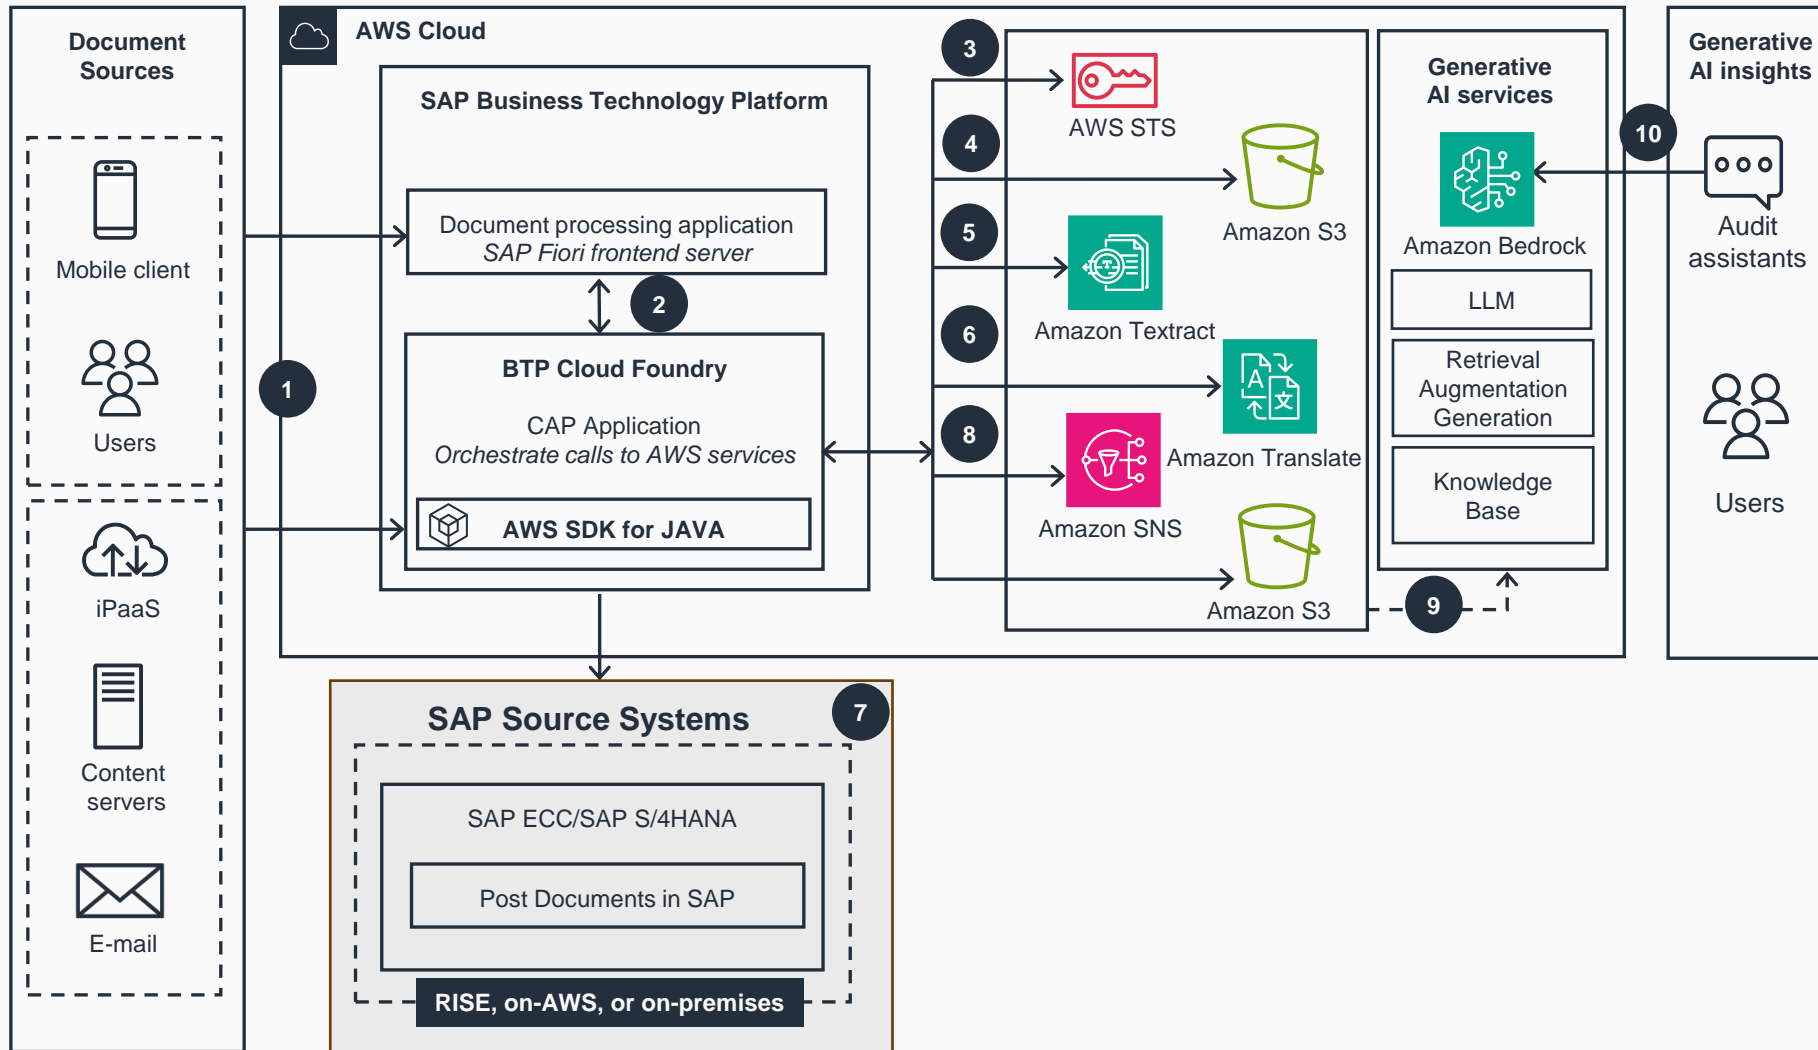 Document
Sources
Mobile client
Users
iPaaS
Content
servers
E-mail
1
AWS Cloud
SAP Business Technology Platform
Document processing application
SAP Fiori frontend server
2
BTP Cloud Foundry
CAP Application
Orchestrate calls to AWS services
AWS SDK for JAVA
SAP Source Systems
7
SAP ECC/SAP S/4HANA
Post Documents in SAP
RISE, on-AWS, or on-premises
3
AWS STS
4
Amazon S3
5
Amazon Textract
6
A
文
Amazon Translate
8
Amazon SNS
Amazon S3
9
Generative
AI services
Amazon Bedrock
LLM
Retrieval
Augmentation
Generation
Knowledge
Base
10
Generative
AI insights
Audit
assistants
Users